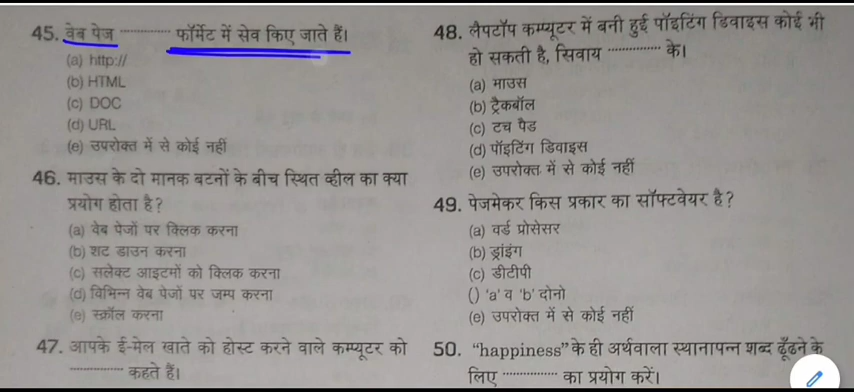 45. वेब पेज ............... फॉर्मेट में सेव किए जाते हैं।
(a) http://
(b) HTML
(c) DOC
(d) URL
(e) उपरोक्त में से कोई नहीं
46. माउस के दो मानक बटनों के बीच स्थित व्हील का क्या
प्रयोग होता है?
(a) वेब पेजों पर क्लिक करना
(b) शट डाउन करना
(c) सलेक्ट आइटमों को क्लिक करना
(d) विभिन्न वेब पेजों पर जम्प करना
(e) स्क्रॉल करना
47. आपके ई-मेल खाते को होस्ट करने वाले कम्प्यूटर को
............... कहते हैं।
48. लैपटॉप कम्प्यूटर में बनी हुई पॉइटिंग डिवाइस कोई भी
हो सकती है, सिवाय ............... के।
(a) माउस
(b) ट्रैकबॉल
(c) टच पैड
(d) पॉइटिंग डिवाइस
(e) उपरोक्त में से कोई नहीं
49. पेजमेकर किस प्रकार का सॉफ्टवेयर है?
(a) वर्ड प्रोसेसर
(b) ड्रांइंग
(c) डीटीपी
() 'a' व 'b' दोनो
(e) उपरोक्त में से कोई नहीं
50. “happiness” के ही अर्थवाला स्थानापन्न शब्द ढूँढने के
लिए ............... का प्रयोग करें।